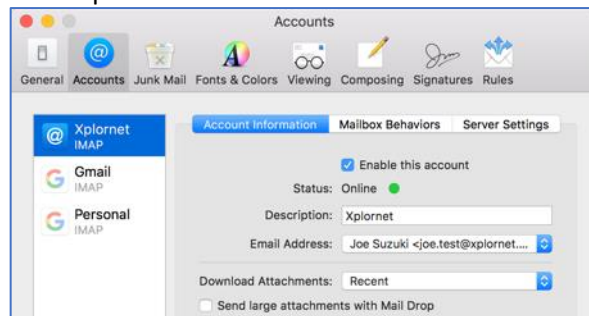 Accounts
General Accounts Junk Mail Fonts & Colors Viewing Composing Signatures Rules
Xplornet
IMAP
Gmail
IMAP
Personal
IMAP
Account Information Mailbox Behaviors Server Settings
Enable this account
Status: Online
Description: Xplornet
Email Address: Joe Suzuki <joe.test@xplornet....
Download Attachments: Recent
Send large attachments with Mail Drop